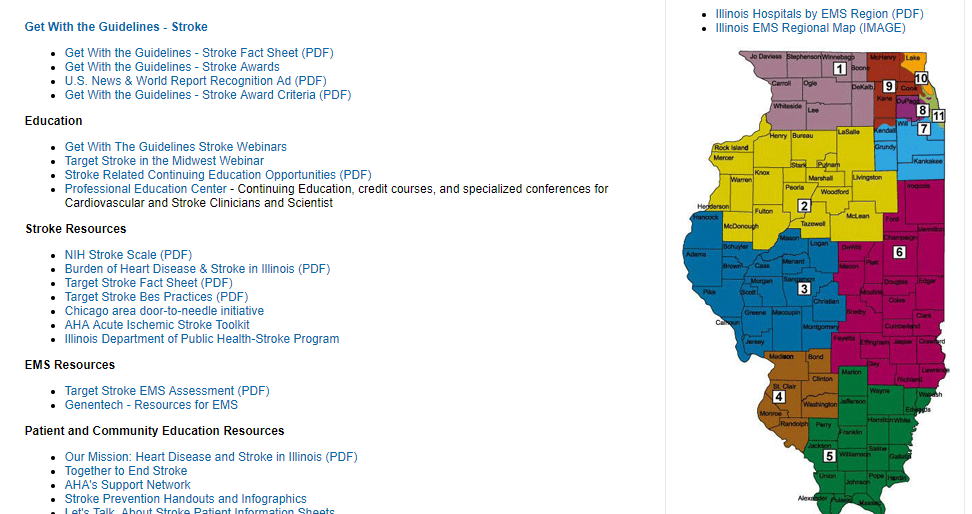 Get With the Guidelines - Stroke
Get With the Guidelines - Stroke Fact Sheet (PDF)
Get With the Guidelines - Stroke Awards
U.S. News & World Report Recognition Ad (PDF)
Get With the Guidelines - Stroke Award Criteria (PDF)
Education
Get With The Guidelines Stroke Webinars
Target Stroke in the Midwest Webinar
Stroke Related Continuing Education Opportunities (PDF)
Professional Education Center - Continuing Education, credit courses, and specialized conferences for
Cardiovascular and Stroke Clinicians and Scientist
Stroke Resources
NIH Stroke Scale (PDF)
Burden of Heart Disease & Stroke in Illinois (PDF)
Target Stroke Fact Sheet (PDF)
Target Stroke Bes Practices (PDF)
Chicago area door-to-needle initiative
AHA Acute Ischemic Stroke Toolkit
Illinois Department of Public Health-Stroke Program
EMS Resources
Target Stroke EMS Assessment (PDF)
Genentech - Resources for EMS
Patient and Community Education Resources
Our Mission: Heart Disease and Stroke in Illinois (PDF)
Together to End Stroke
AHA's Support Network
Stroke Prevention Handouts and Infographics
Let's Talk About Stroke Patient Information Sheets
Illinois Hospitals by EMS Region (PDF)
Illinois EMS Regional Map (IMAGE)
Jo Daviess Stephenson Winnebago McHenry Lake
1 Boone
10
Carroll Ogle DeKalb 9 Cook
Kane DuPage
Whiteside Lee 8
11
Will 7
Henry Bureau LaSalle Kendall
Rock Island Grundy
Mercer Stark Putnam Kankakee
Knox Marshall Livingston
Warren Peoria Iroquois
Woodford
Henderson Fulton 2
Hancock McLean Ford
McDonough Tazewell Vermilion
Mason Logan Champaign
Schuyler DeWitt
Adams 6
Brown Cass Menard Macon Piatt
Morgan Sangamon Douglas Edgar
Pike Scott 3 Moultrie
Christian Coles
Greene Macoupin Shelby Clark
Calhoun Montgomery Cumberland
Jersey Fayette Effingham Jasper Crawford
Madison Bond Clay
Marion Lawrence
Clinton Richland
St. Clair Wayne Wabash
4 Washington Jefferson
Monroe Edwards
Randolph Perry Hamilton White
Franklin
Jackson Saline
5 Williamson Gallatin
Union Pope Hardin
Johnson
Alexander Pulaski Massac